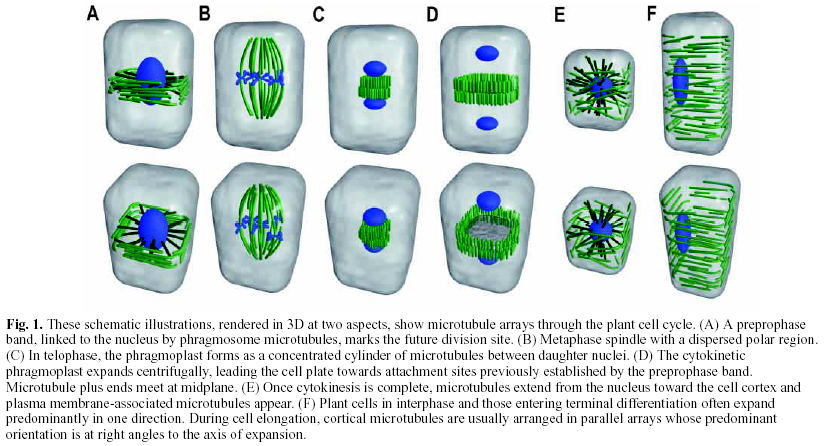 A B C D E F
Fig. 1. These schematic illustrations, rendered in 3D at two aspects, show microtubule arrays through the plant cell cycle. (A) A preprophase
band, linked to the nucleus by phragmosome microtubules, marks the future division site. (B) Metaphase spindle with a dispersed polar region.
(C) In telophase, the phragmoplast forms as a concentrated cylinder of microtubules between daughter nuclei. (D) The cytokinetic
phragmoplast expands centrifugally, leading the cell plate towards attachment sites previously established by the preprophase band.
Microtubule plus ends meet at midplane. (E) Once cytokinesis is complete, microtubules extend from the nucleus toward the cell cortex and
plasma membrane-associated microtubules appear. (F) Plant cells in interphase and those entering terminal differentiation often expand
predominantly in one direction. During cell elongation, cortical microtubules are usually arranged in parallel arrays whose predominant
orientation is at right angles to the axis of expansion.